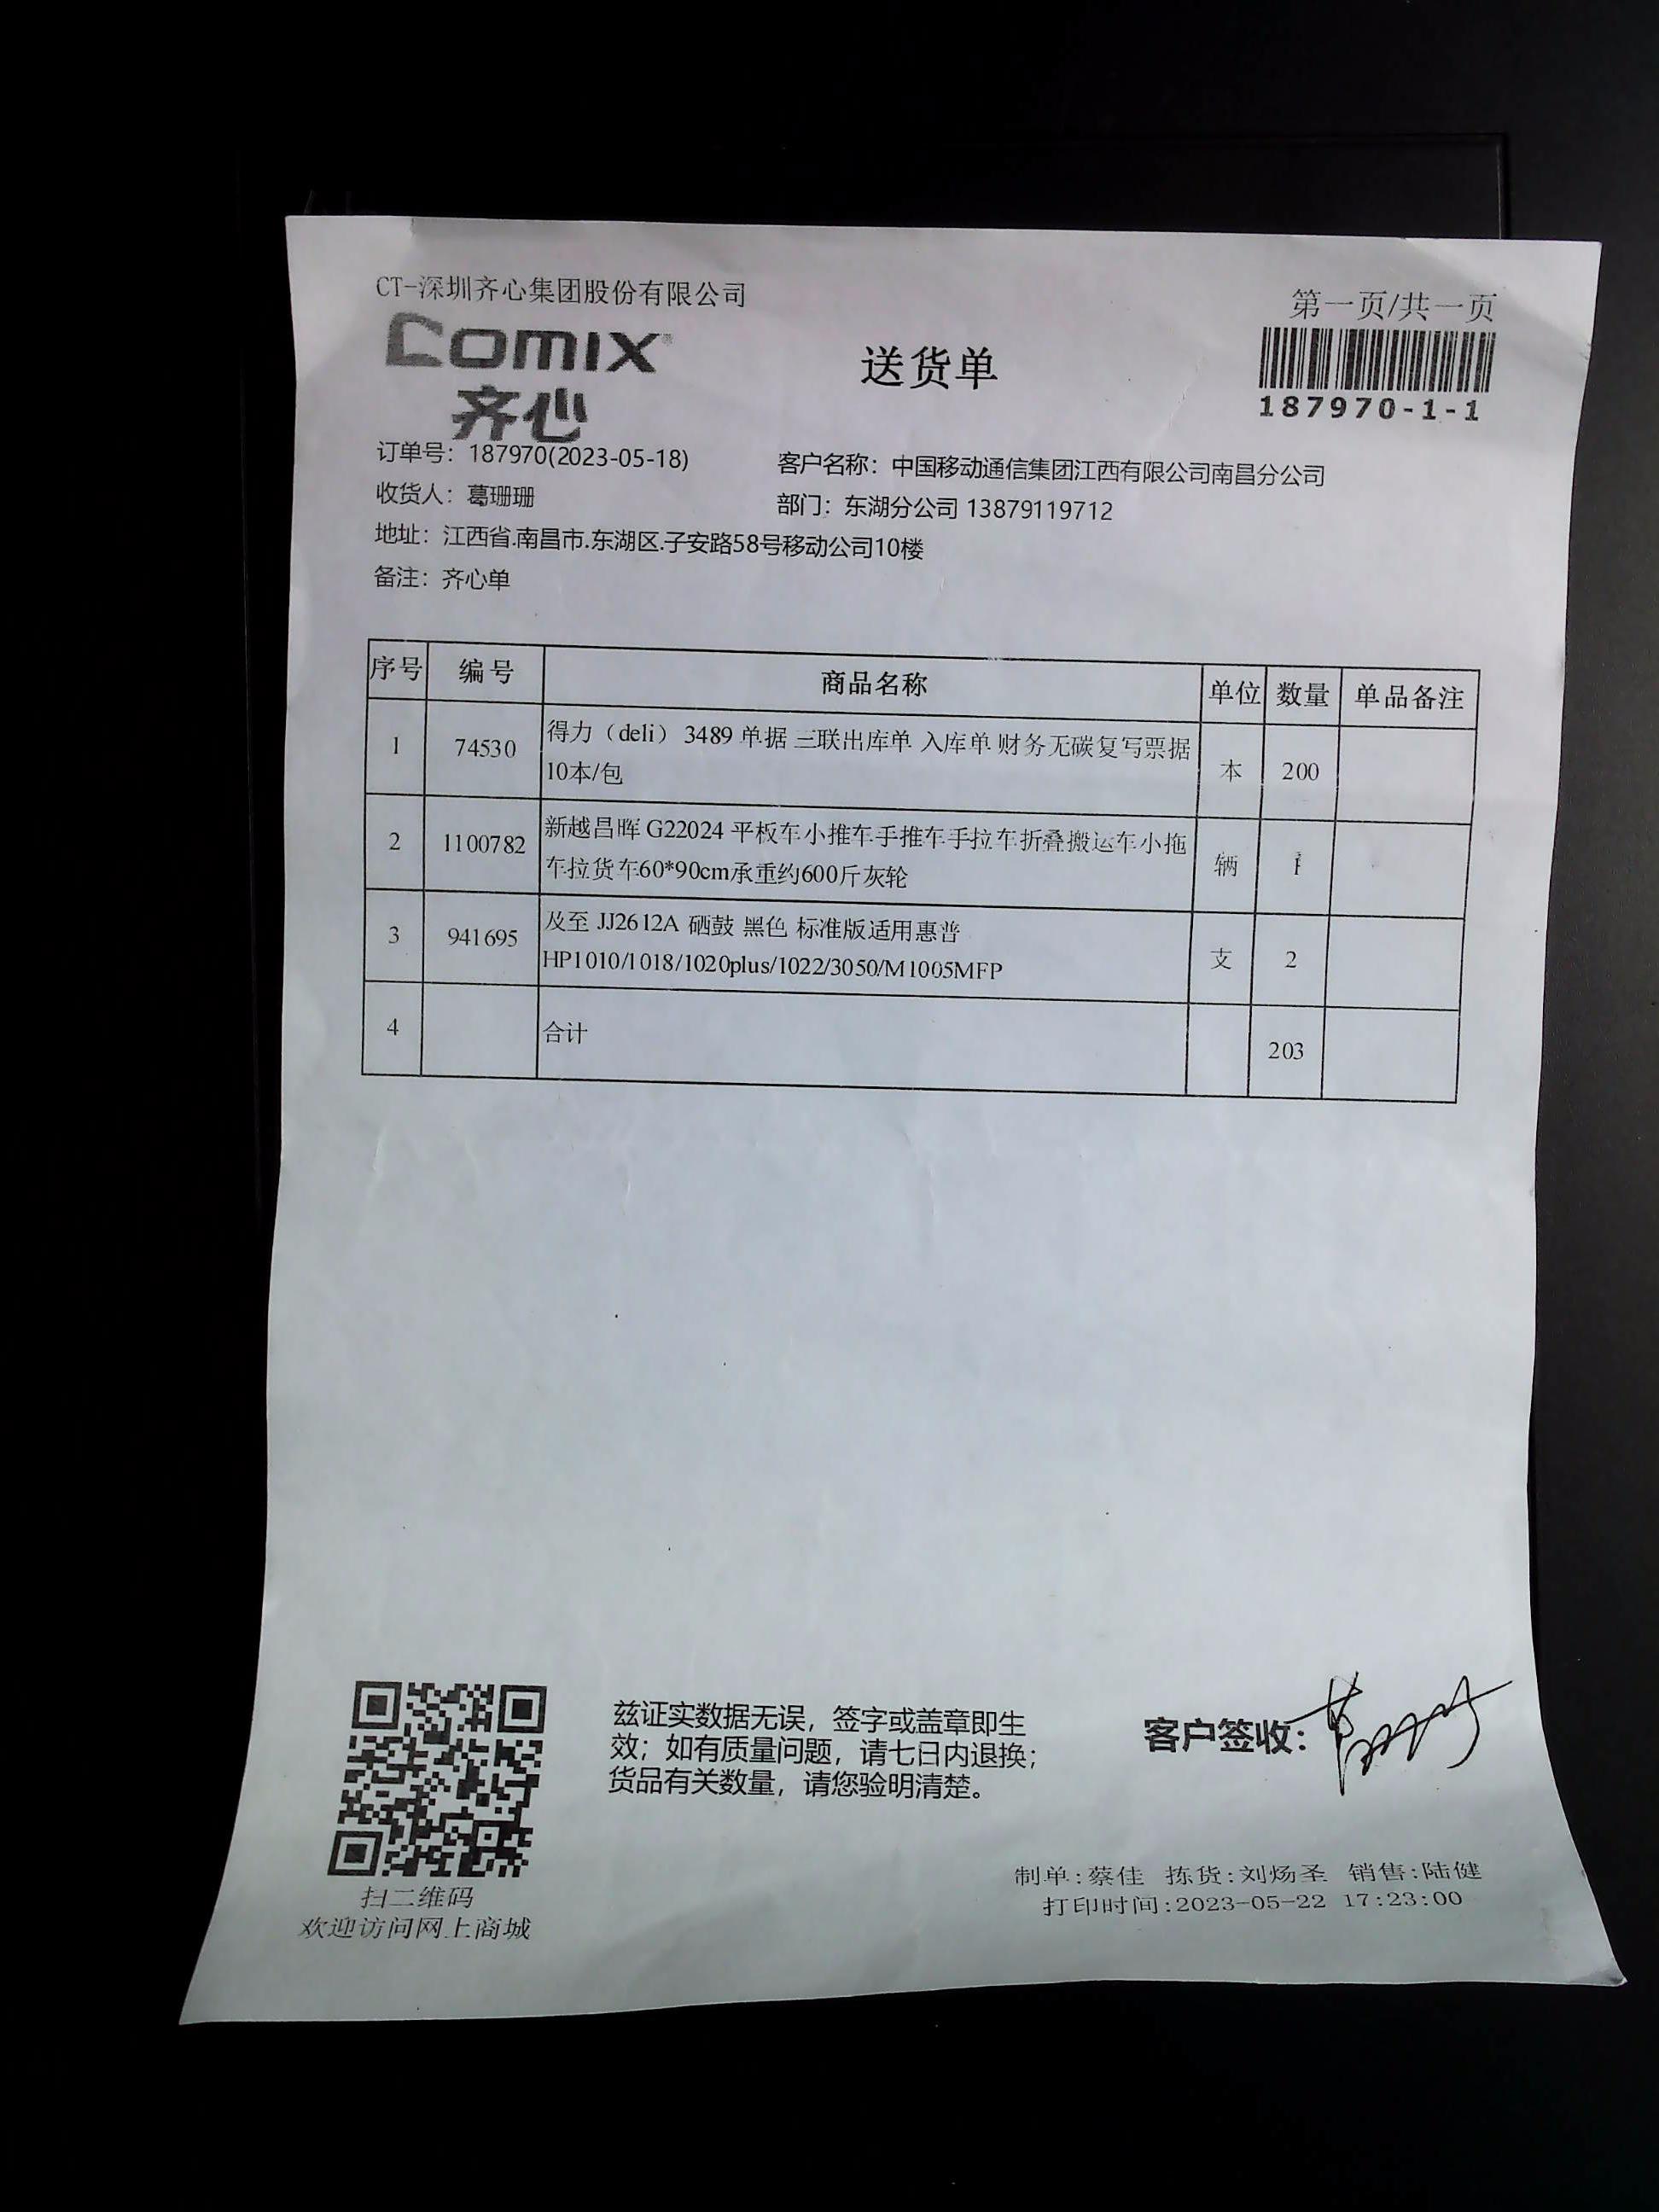 CT-深圳齐心集团股份有限公司
第一页/共一页
comix
齐心
送货单
187970-1-1
订单号：187970(2023-05-18)
客户名称：中国移动通信集团江西有限公司南昌分公司
收货人：葛珊珊
部门：东湖分公司 13879119712
地址：江西省.南昌市.东湖区.子安路58号移动公司10楼
备注：齐心单
序号 编号 商品名称 单位 数量 单品备注
1 74530 得力（deli） 3489 单据 三联出库单 入库单 财务无碳复写票据 10本/包 本 200
2 1100782 新越昌晖 G22024 平板车小推车手推车手拉车折叠搬运车小拖车拉货车60*90cm承重约600斤灰轮 辆 1
3 941695 及至 JJ2612A 硒鼓 黑色 标准版适用惠普 HP1010/1018/1020plus/1022/3050/M1005MFP 支 2
4 合计 203
兹证实数据无误，签字或盖章即生
效；如有质量问题，请七日内退换；
货品有关数量，请您验明清楚。
客户签收：
扫二维码
欢迎访问网上商城
制单:蔡佳 拣货:刘炀圣 销售:陆健
打印时间:2023-05-22 17:23:00